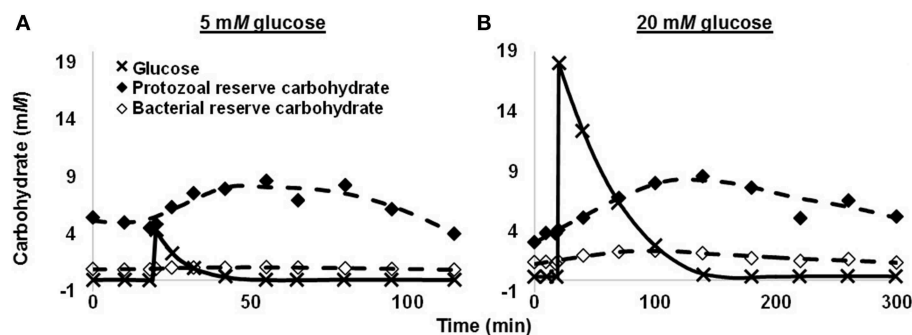 A
5 mM glucose
B
20 mM glucose
19
14
9
4
-1
Carbohydrate (mM)
Glucose
Protozoal reserve carbohydrate
Bacterial reserve carbohydrate
0
50
100
19
14
9
4
-1
0
100
200
300
Time (min)